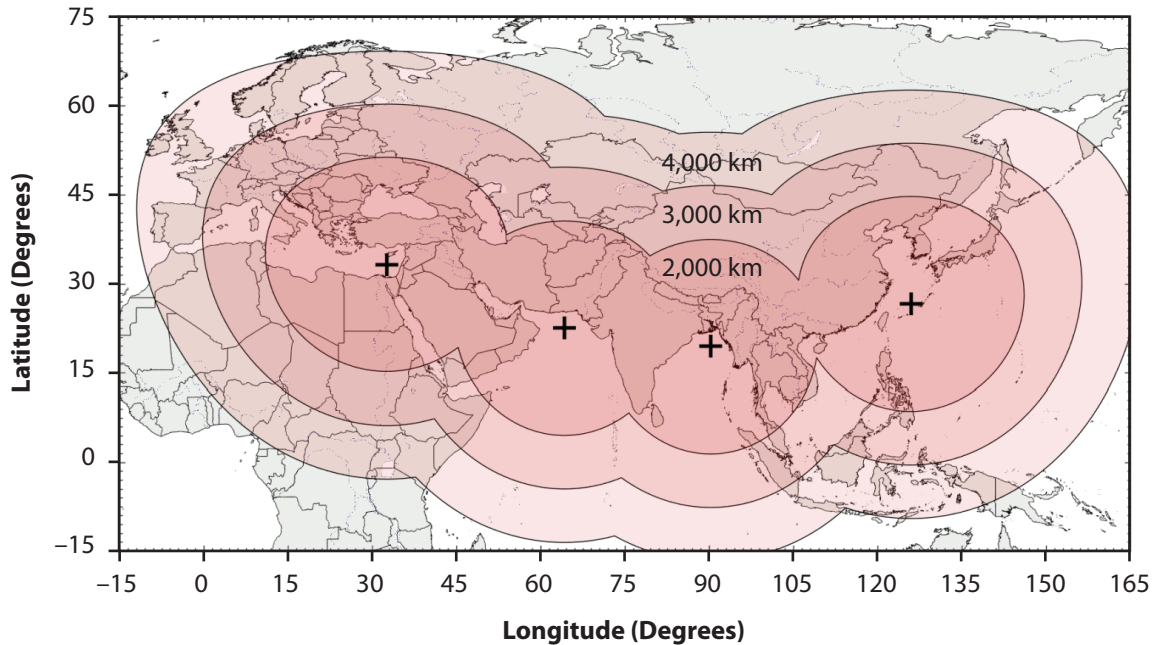 75
60
45
30
15
0
–15
Latitude (Degrees)
4,000 km
3,000 km
2,000 km
–15 0 15 30 45 60 75 90 105 120 135 150 165
Longitude (Degrees)